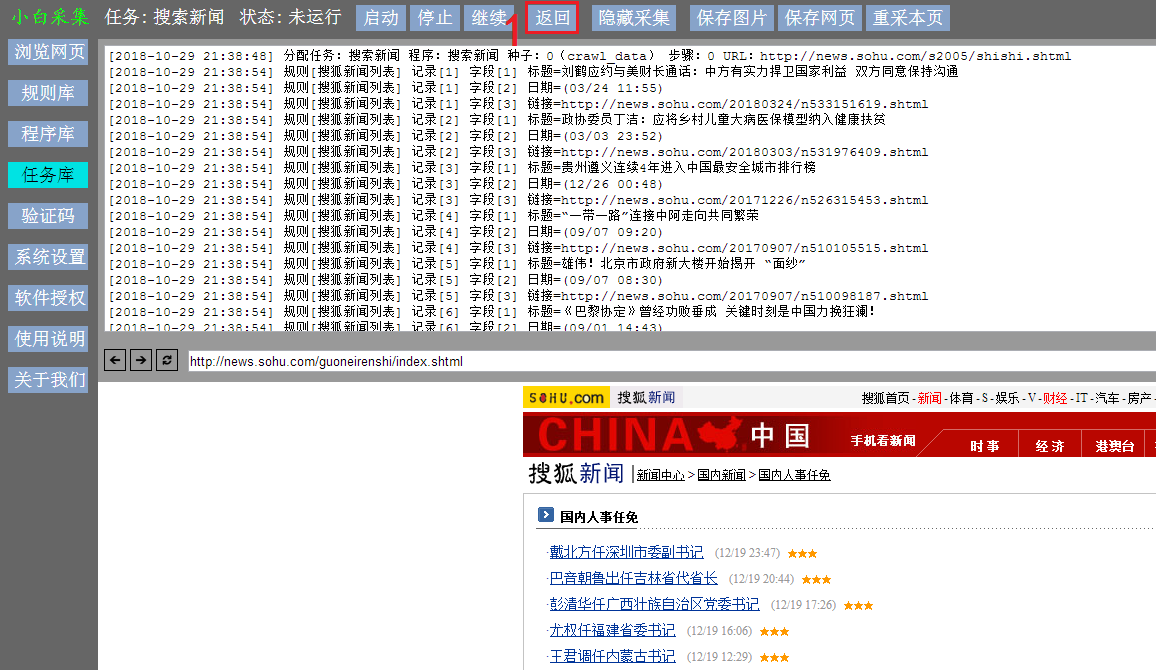 小白采集 任务: 搜索新闻 状态: 未运行 启动 停止 继续 返回 隐藏采集 保存图片 保存网页 重采本页
1
浏览网页
规则库
程序库
任务库
验证码
系统设置
软件授权
使用说明
关于我们
[2018-10-29 21:38:48] 分配任务: 搜索新闻 程序: 搜索新闻 种子: 0（crawl_data） 步骤: 0 URL: http://news.sohu.com/s2005/shishi.shtml
[2018-10-29 21:38:54] 规则[搜狐新闻列表] 记录[1] 字段[1] 标题=刘鹤应约与美财长通话：中方有实力捍卫国家利益 双方同意保持沟通
[2018-10-29 21:38:54] 规则[搜狐新闻列表] 记录[1] 字段[2] 日期=(03/24 11:55)
[2018-10-29 21:38:54] 规则[搜狐新闻列表] 记录[1] 字段[3] 链接=http://news.sohu.com/20180324/n533151619.shtml
[2018-10-29 21:38:54] 规则[搜狐新闻列表] 记录[2] 字段[1] 标题=政协委员丁洁：应将乡村儿童大病医保模型纳入健康扶贫
[2018-10-29 21:38:54] 规则[搜狐新闻列表] 记录[2] 字段[2] 日期=(03/03 23:52)
[2018-10-29 21:38:54] 规则[搜狐新闻列表] 记录[2] 字段[3] 链接=http://news.sohu.com/20180303/n531976409.shtml
[2018-10-29 21:38:54] 规则[搜狐新闻列表] 记录[3] 字段[1] 标题=贵州遵义连续4年进入中国最安全城市排行榜
[2018-10-29 21:38:54] 规则[搜狐新闻列表] 记录[3] 字段[2] 日期=(12/26 00:48)
[2018-10-29 21:38:54] 规则[搜狐新闻列表] 记录[3] 字段[3] 链接=http://news.sohu.com/20171226/n526315453.shtml
[2018-10-29 21:38:54] 规则[搜狐新闻列表] 记录[4] 字段[1] 标题=“一带一路”连接中阿走向共同繁荣
[2018-10-29 21:38:54] 规则[搜狐新闻列表] 记录[4] 字段[2] 日期=(09/07 09:20)
[2018-10-29 21:38:54] 规则[搜狐新闻列表] 记录[4] 字段[3] 链接=http://news.sohu.com/20170907/n510105515.shtml
[2018-10-29 21:38:54] 规则[搜狐新闻列表] 记录[5] 字段[1] 标题=雄伟！北京市政府新大楼开始揭开 “面纱”
[2018-10-29 21:38:54] 规则[搜狐新闻列表] 记录[5] 字段[2] 日期=(09/07 08:30)
[2018-10-29 21:38:54] 规则[搜狐新闻列表] 记录[5] 字段[3] 链接=http://news.sohu.com/20170907/n510098187.shtml
[2018-10-29 21:38:54] 规则[搜狐新闻列表] 记录[6] 字段[1] 标题=《巴黎协定》曾经功败垂成 关键时刻是中国力挽狂澜！
[2018-10-29 21:38:54] 规则[搜狐新闻列表] 记录[6] 字段[2] 日期=(09/01 14:43)
http://news.sohu.com/guoneirenshi/index.shtml
SOHU.com 搜狐新闻 搜狐首页-新闻-体育-S-娱乐-V-财经-IT-汽车-房产-
CHINA 中国 手机看新闻 时事 经济 港澳台
搜狐新闻 新闻中心 > 国内新闻 > 国内人事任免
国内人事任免
·戴北方任深圳市委副书记 (12/19 23:47)
·巴音朝鲁出任吉林省代省长 (12/19 20:44)
·彭清华任广西壮族自治区党委书记 (12/19 17:26)
·尤权任福建省委书记 (12/19 16:06)
·王君调任内蒙古书记 (12/19 12:29)